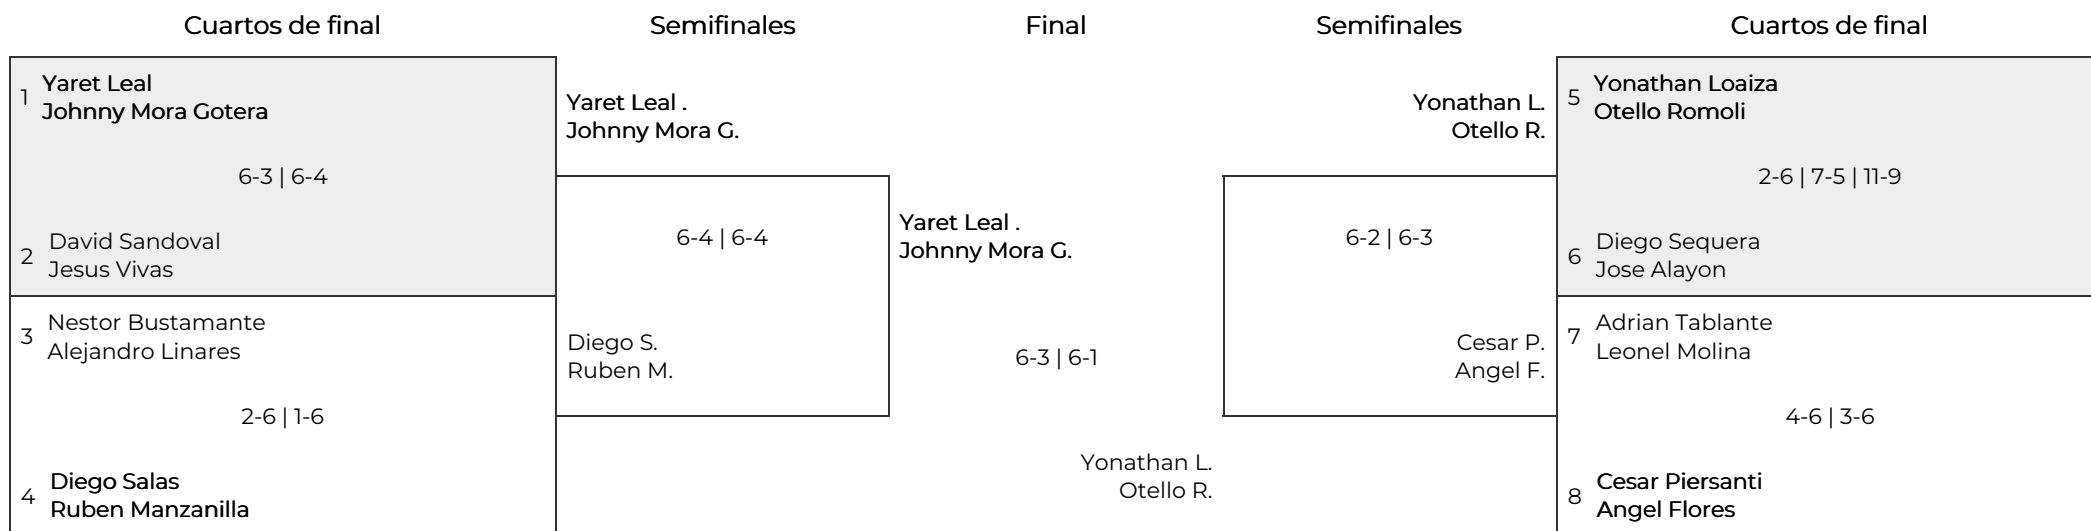 Cuartos de final
Semifinales
Final
Semifinales
Cuartos de final
1
Yaret Leal
Johnny Mora Gotera
6-3 | 6-4
2
David Sandoval
Jesus Vivas
3
Nestor Bustamante
Alejandro Linares
2-6 | 1-6
4
Diego Salas
Ruben Manzanilla
Yaret Leal .
Johnny Mora G.
6-4 | 6-4
Diego S.
Ruben M.
Yaret Leal .
Johnny Mora G.
6-3 | 6-1
Yonathan L.
Otello R.
Yonathan L.
Otello R.
6-2 | 6-3
Cesar P.
Angel F.
5
Yonathan Loaiza
Otello Romoli
2-6 | 7-5 | 11-9
6
Diego Sequera
Jose Alayon
7
Adrian Tablante
Leonel Molina
4-6 | 3-6
8
Cesar Piersanti
Angel Flores